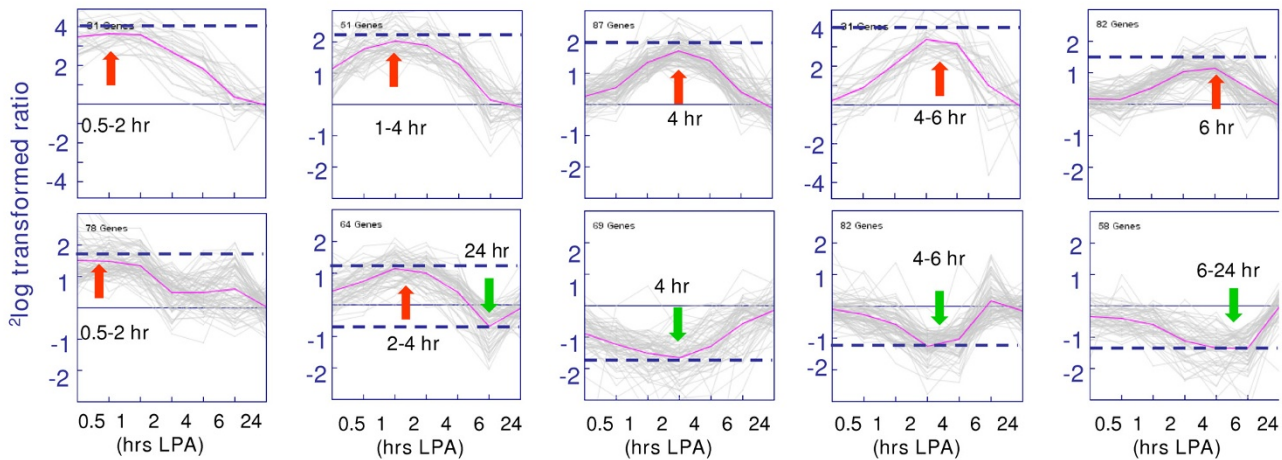 31 Genes
51 Genes
87 Genes
31 Genes
82 Genes
4
2
-2
-4
2
1
-1
-2
2
1
-1
-2
4
2
-2
-4
2
1
-1
-2
0.5-2 hr
1-4 hr
4 hr
4-6 hr
6 hr
²log transformed ratio
78 Genes
64 Genes
69 Genes
82 Genes
58 Genes
2
1
-1
-2
2
1
-1
-2
2
1
-1
-2
2
1
-1
-2
2
1
-1
-2
0.5-2 hr
24 hr
2-4 hr
4 hr
4-6 hr
6-24 hr
0.5 1 2 4 6 24
0.5 1 2 4 6 24
0.5 1 2 4 6 24
0.5 1 2 4 6 24
0.5 1 2 4 6 24
(hrs LPA)
(hrs LPA)
(hrs LPA)
(hrs LPA)
(hrs LPA)